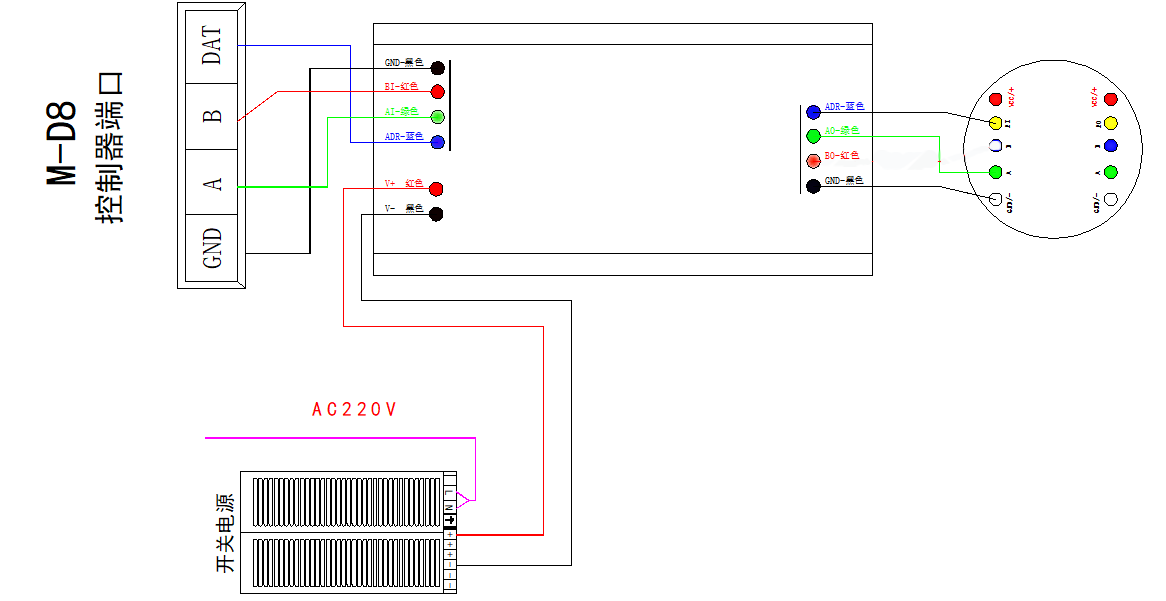 M-D8
控制器端口
DAT
B
A
GND
GND-黑色
BI-红色
AI-绿色
ADR-蓝色
V+ 红色
V- 黑色
ADR-蓝色
AO-绿色
BO-红色
GND-黑色
VCC/+
B
A
GND/-
VCC/+
B
A
GND/-
AC220V
开关电源
L
N
+
+
+
-
-
-